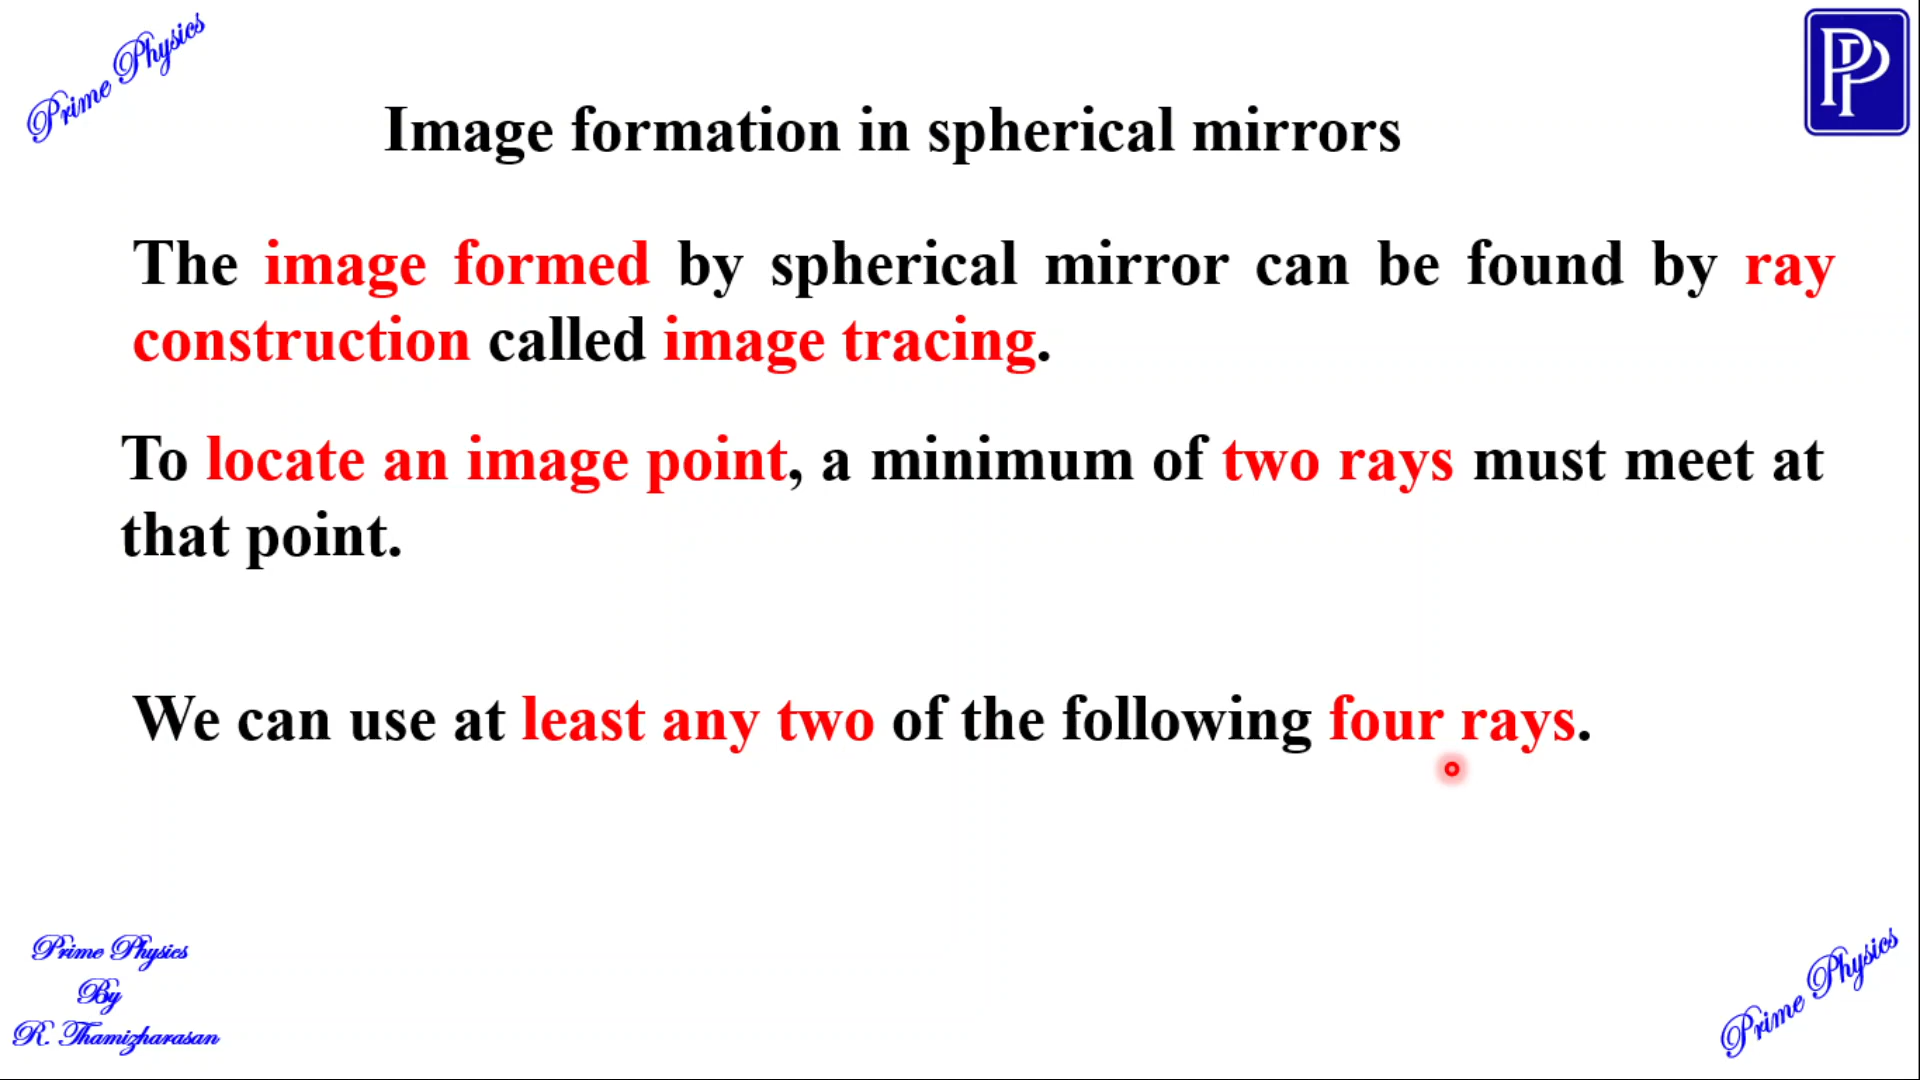 Prime Physics
PP
Image formation in spherical mirrors
The image formed by spherical mirror can be found by ray
construction called image tracing.
To locate an image point, a minimum of two rays must meet at
that point.
We can use at least any two of the following four rays.
Prime Physics
By
R. Thamizharasan
Prime Physics